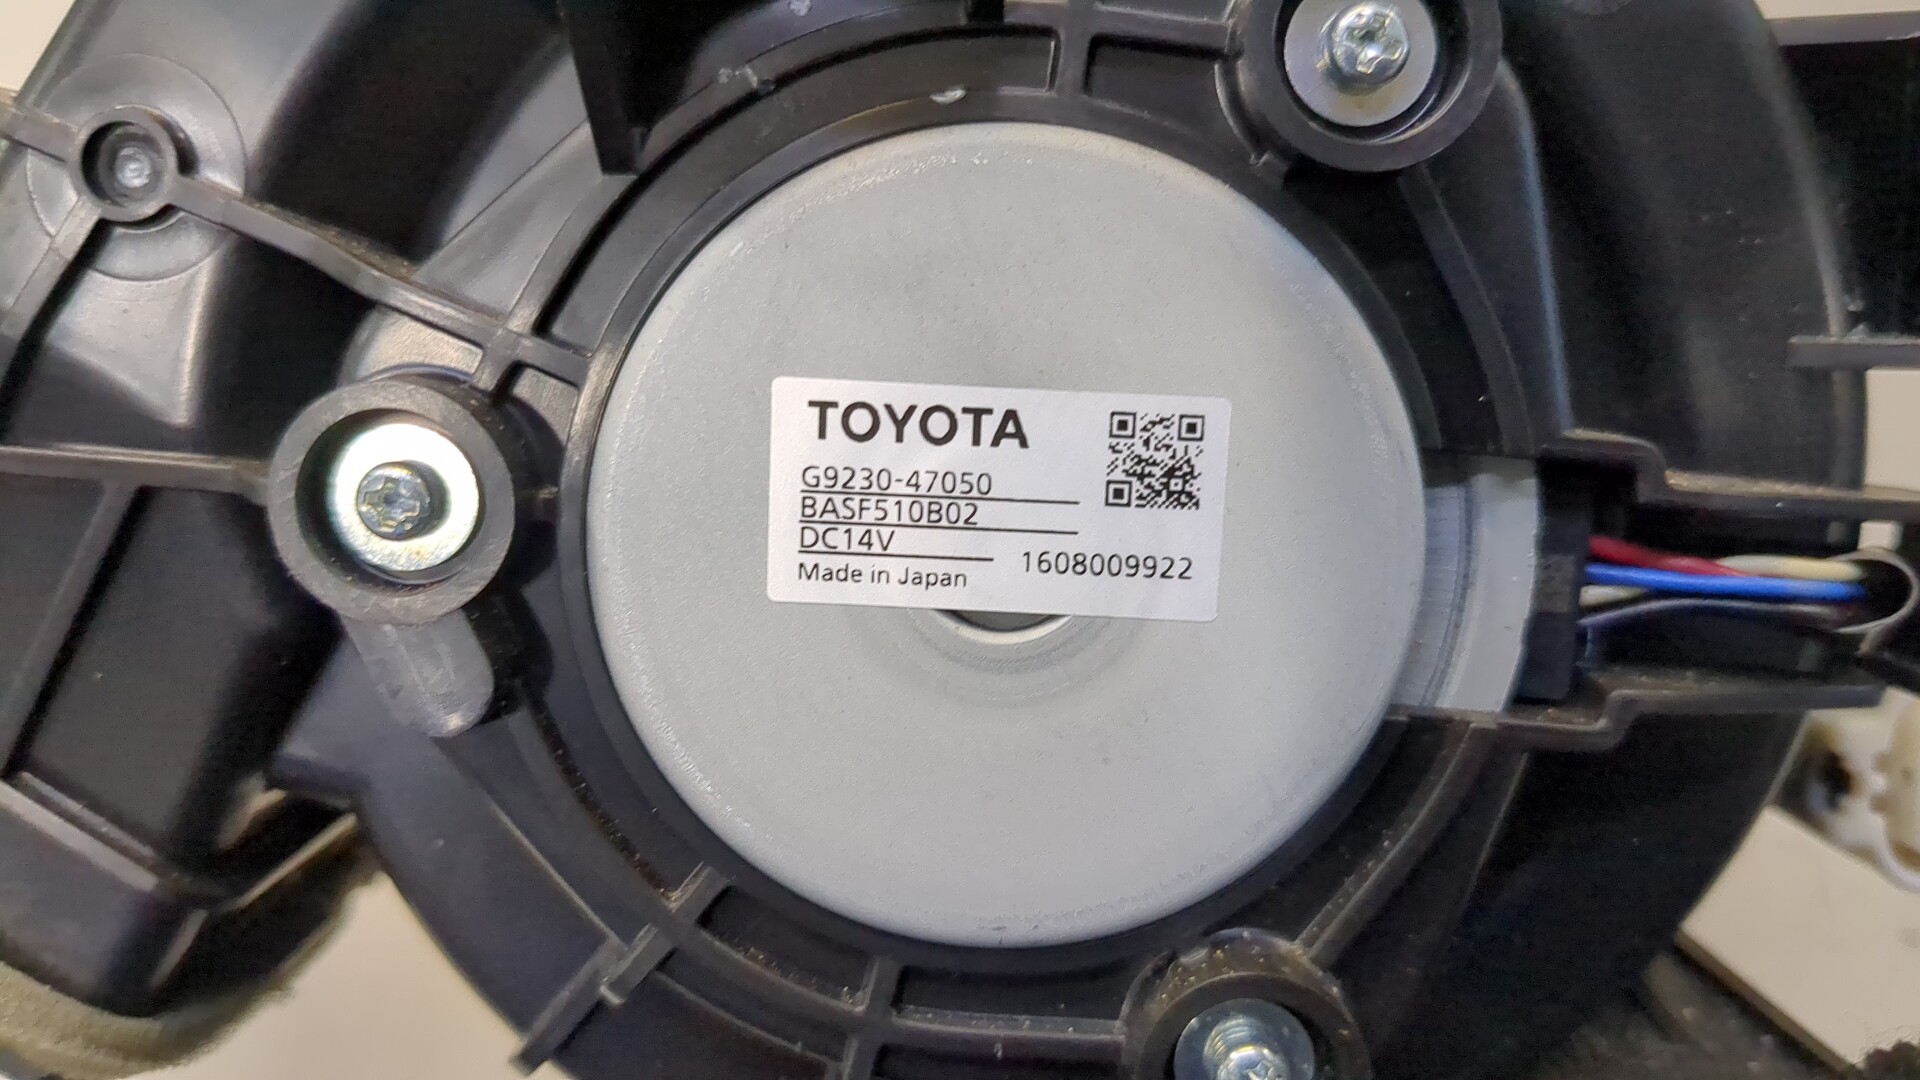 TOYOTA
G9230-47050
BASF510B02
DC14V
1608009922
Made in Japan